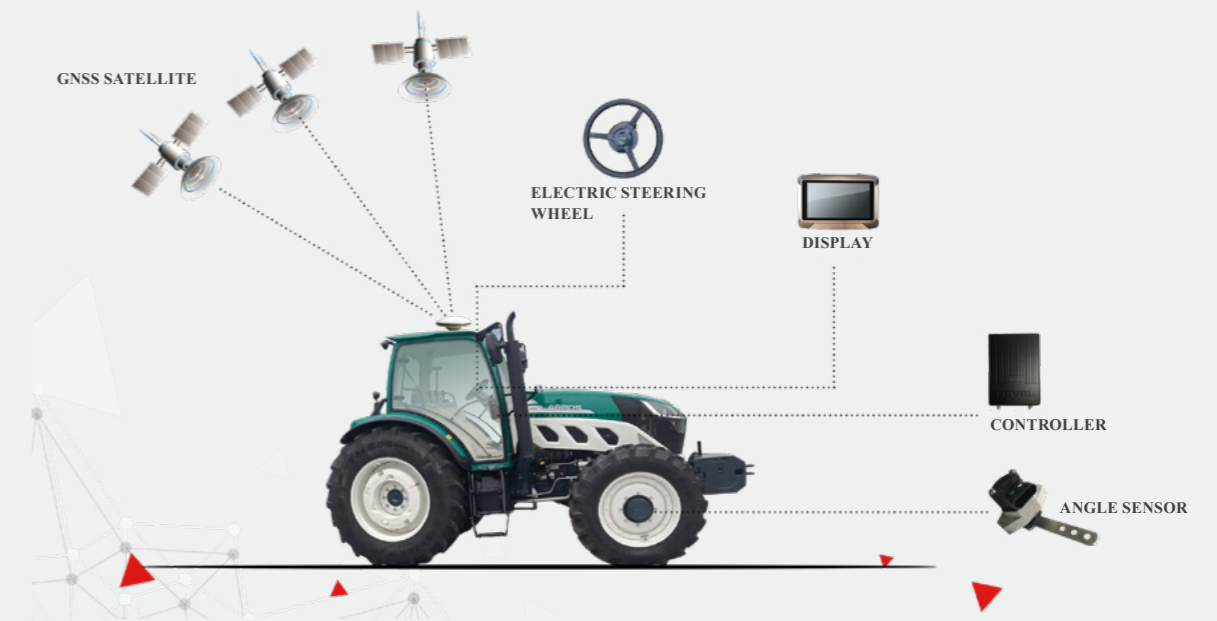 GNSS SATELLITE
ELECTRIC STEERING
WHEEL
DISPLAY
CONTROLLER
ANGLE SENSOR